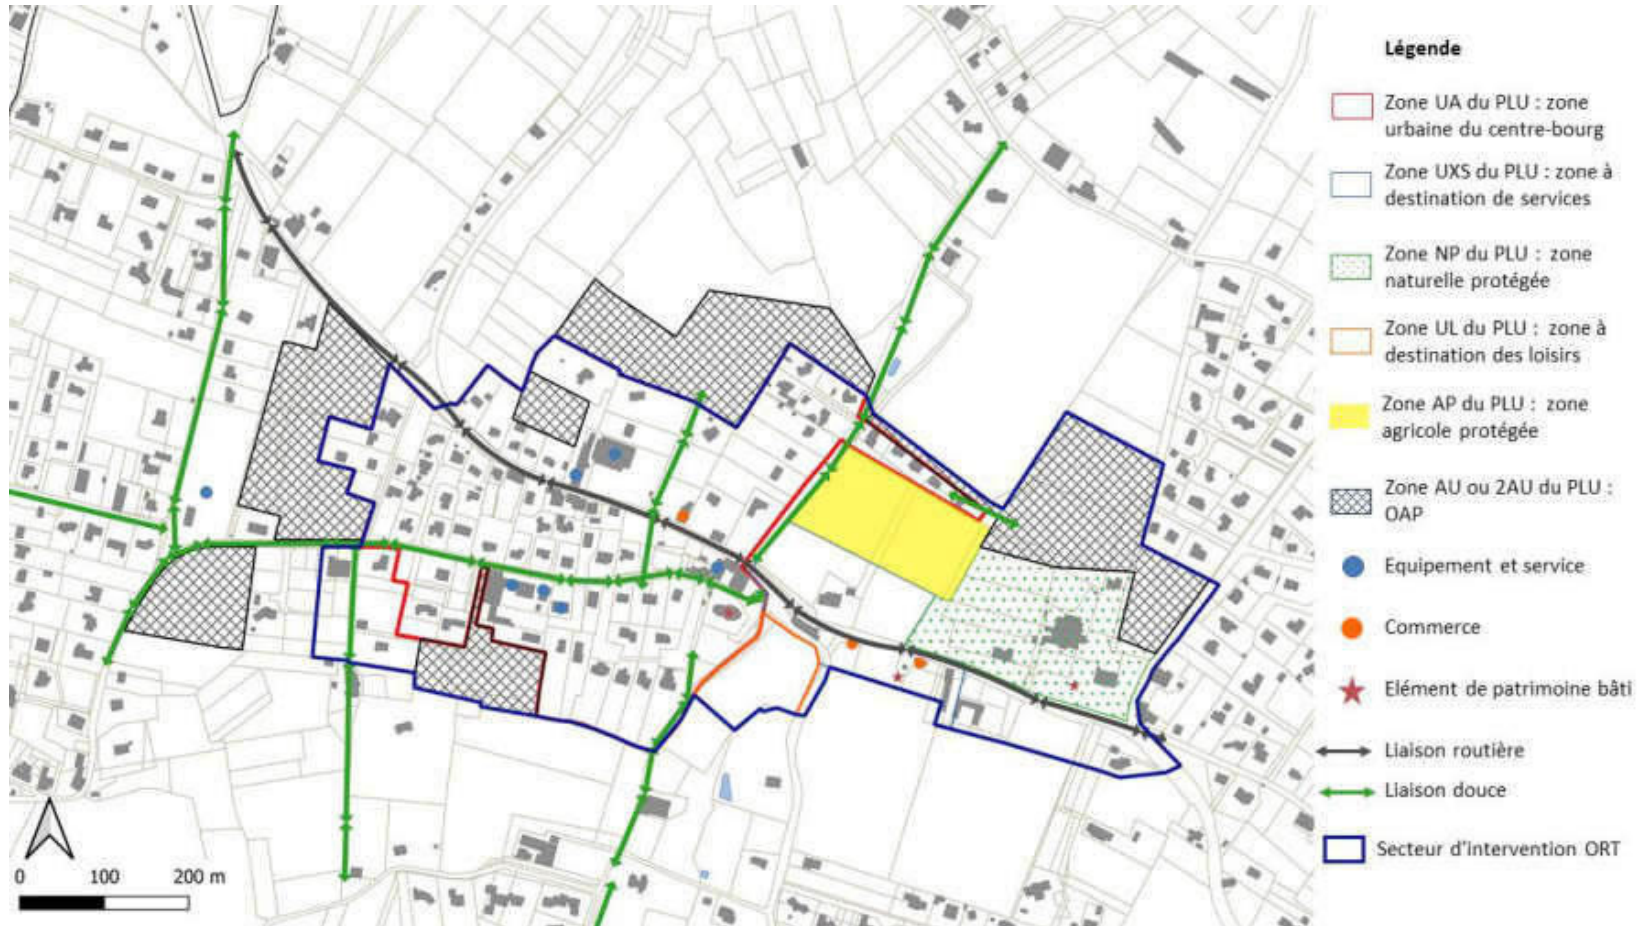 Légende
Zone UA du PLU : zone
urbaine du centre-bourg
Zone UXS du PLU : zone à
destination de services
Zone NP du PLU : zone
naturelle protégée
Zone UL du PLU : zone à
destination des loisirs
Zone AP du PLU : zone
agricole protégée
Zone AU ou 2AU du PLU :
OAP
Equipement et service
Commerce
Elément de patrimoine bâti
Liaison routière
Liaison douce
Secteur d'intervention ORT
0 100 200 m